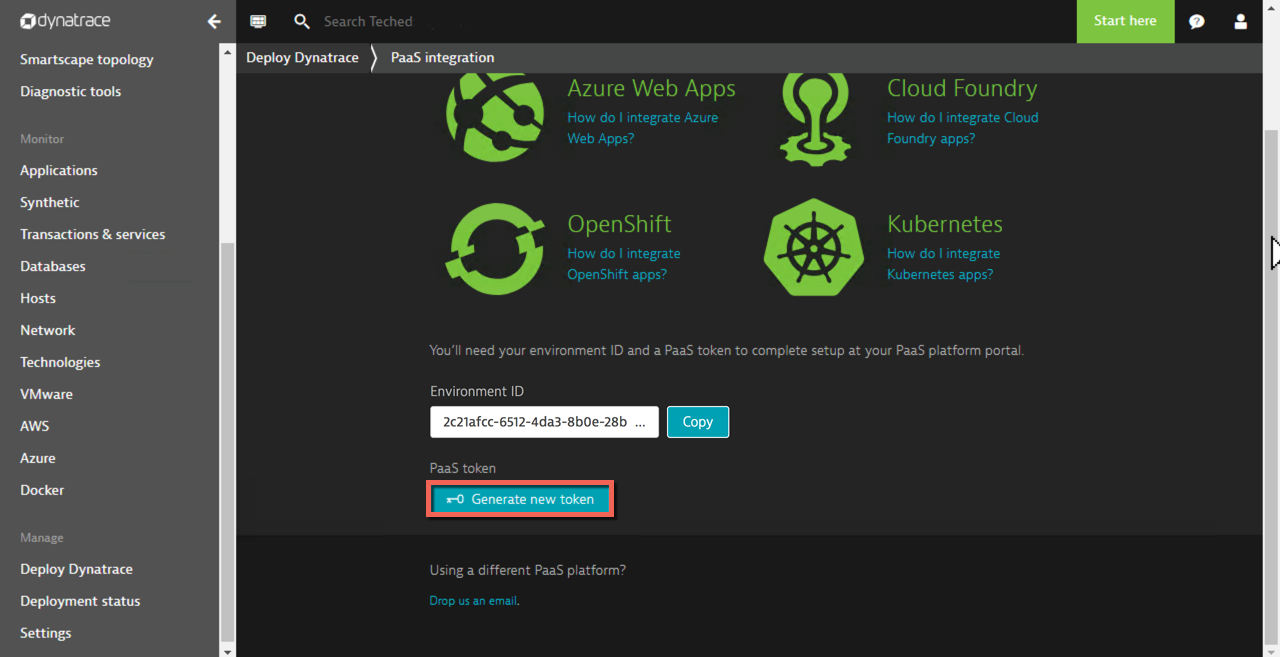 dynatrace
Search Teched
Start here
?
Deploy Dynatrace
PaaS integration
Smartscape topology
Diagnostic tools
Monitor
Applications
Synthetic
Transactions & services
Databases
Hosts
Network
Technologies
VMware
AWS
Azure
Docker
Manage
Deploy Dynatrace
Deployment status
Settings
Azure Web Apps
How do I integrate Azure
Web Apps?
Cloud Foundry
How do I integrate Cloud
Foundry apps?
OpenShift
How do I integrate
OpenShift apps?
Kubernetes
How do I integrate
Kubernetes apps?
You'll need your environment ID and a PaaS token to complete setup at your PaaS platform portal.
Environment ID
2c21afcc-6512-4da3-8b0e-28b ...
Copy
PaaS token
Generate new token
Using a different PaaS platform?
Drop us an email.